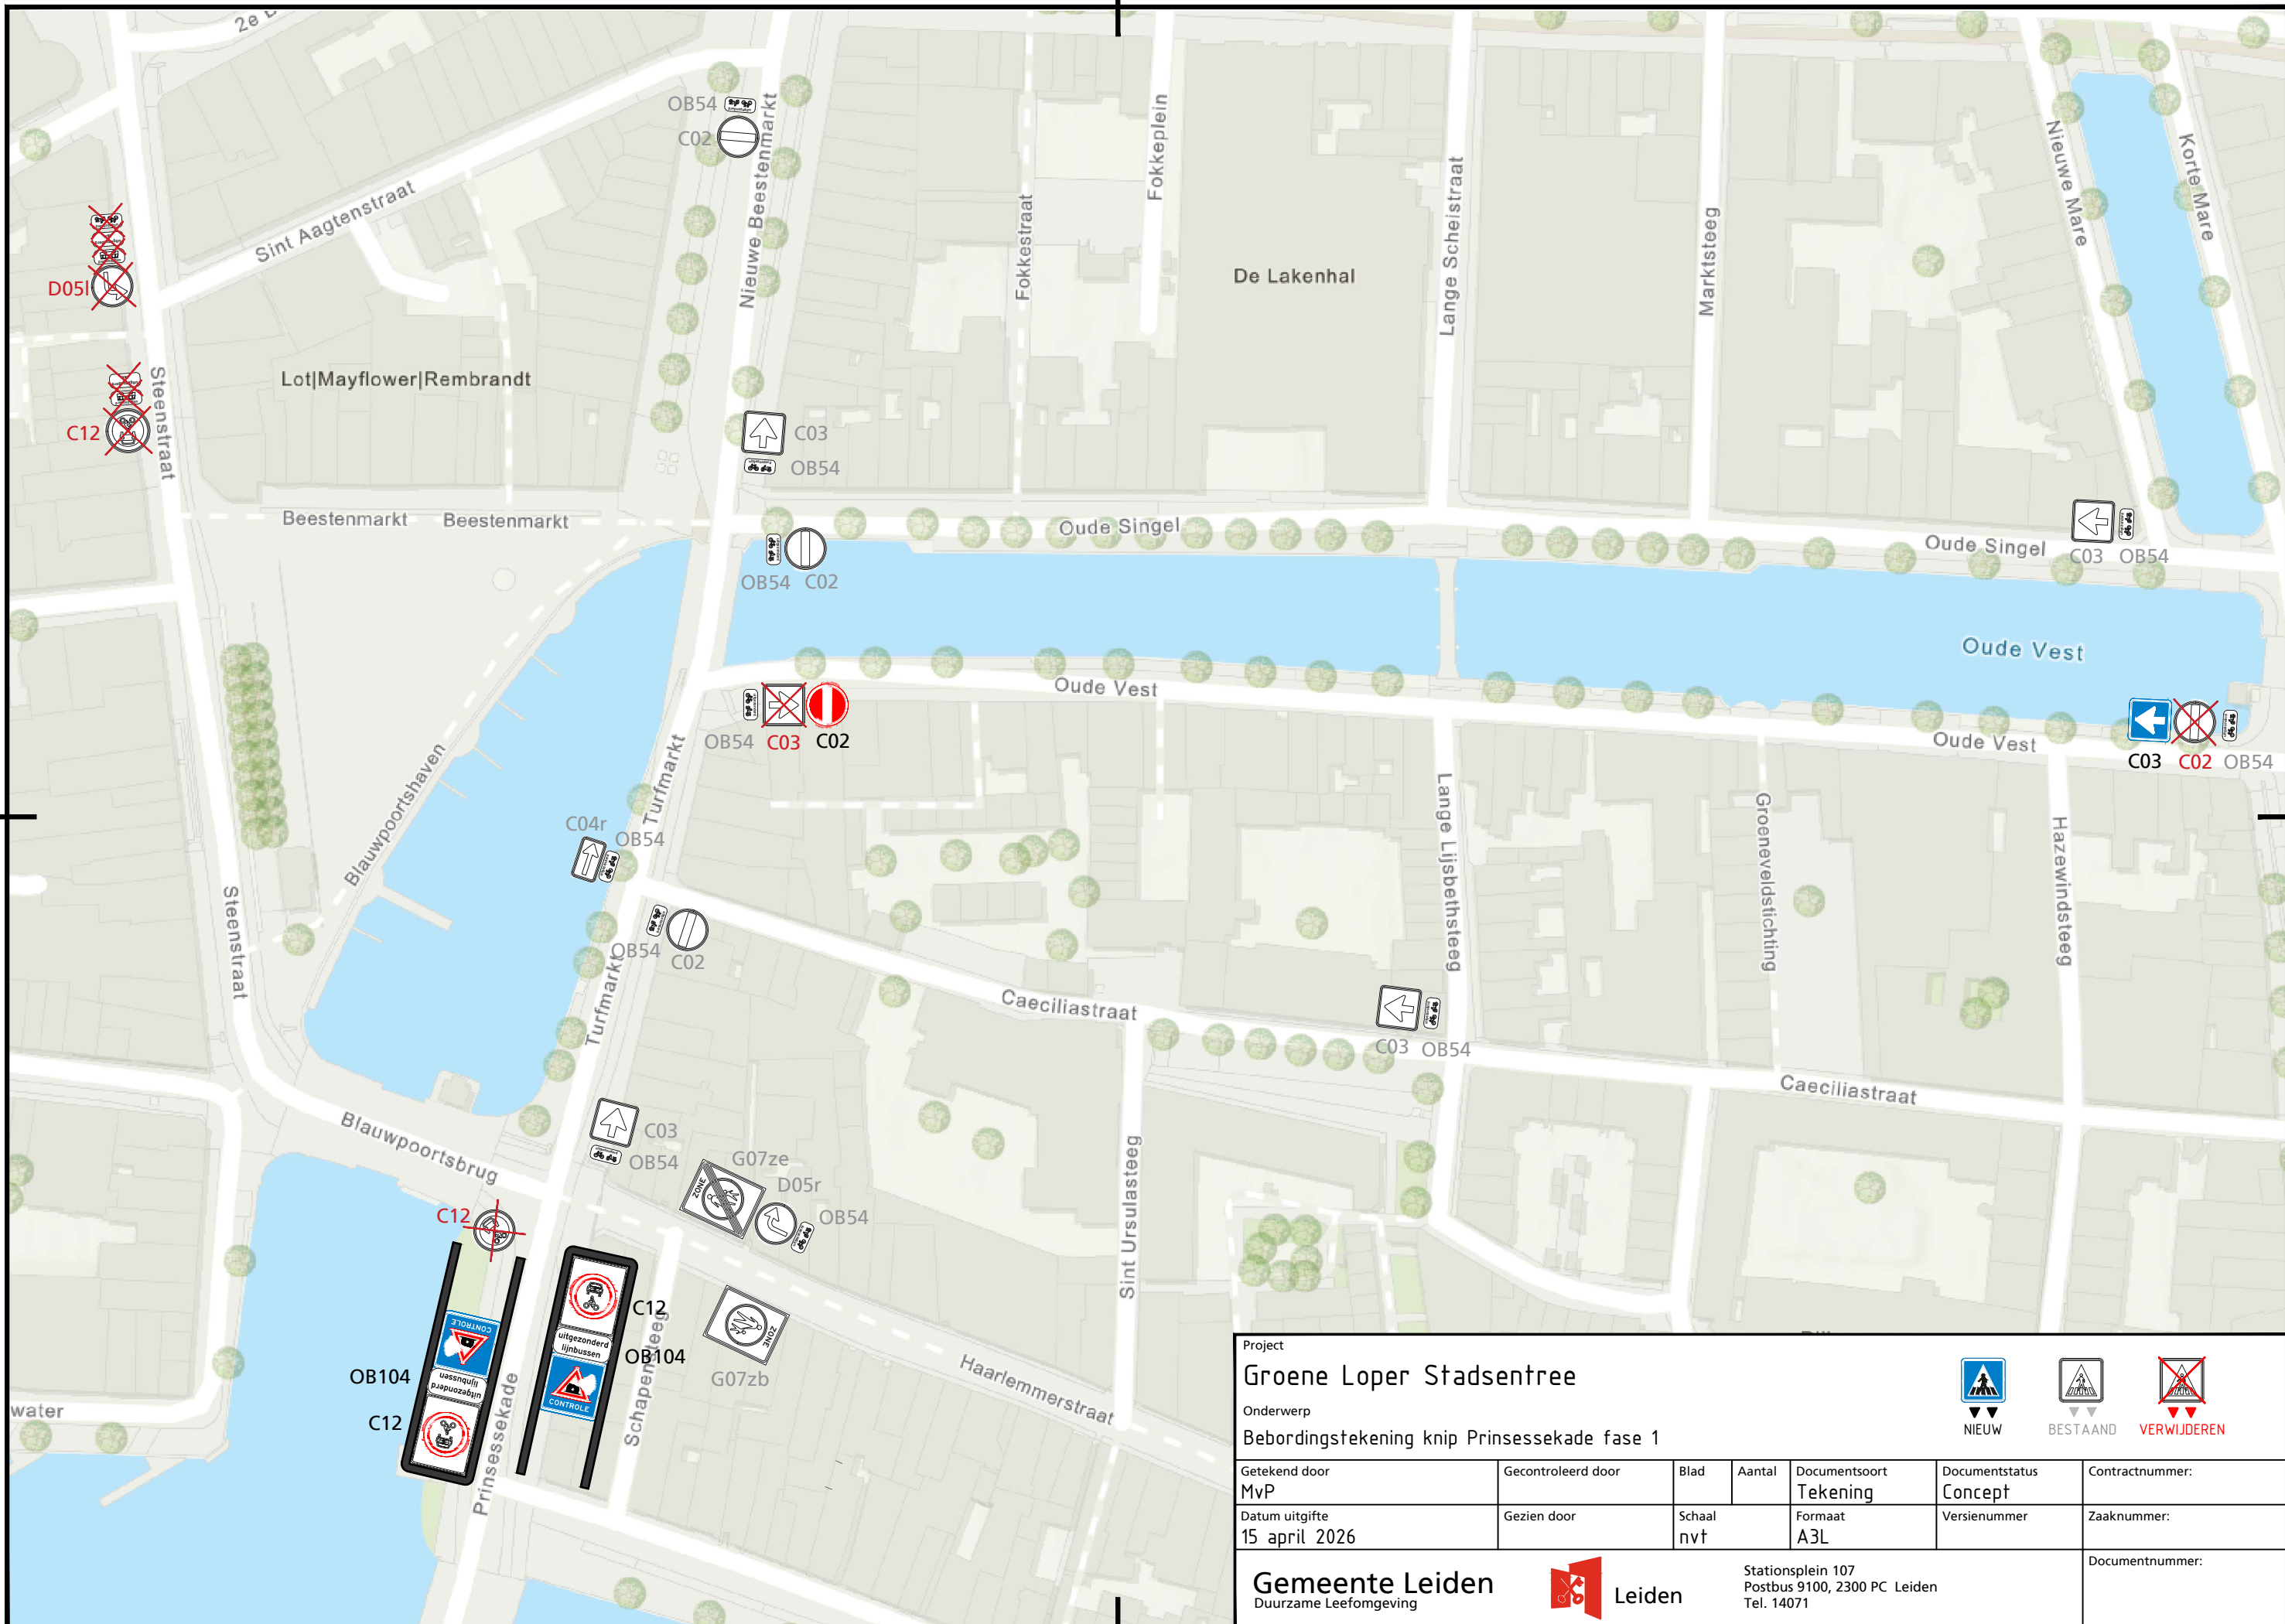 2e
OB54
C02
Nieuwe Beestenmarkt
Fokkeplein
Fokkestraat
De Lakenhal
Lange Scheistraat
Marktsteeg
Nieuwe Mare
Korte Mare
Sint Aagtenstraat
D05l
Lot|Mayflower|Rembrandt
C12
Steenstraat
C03
OB54
Beestenmarkt
Beestenmarkt
Oude Singel
Oude Singel
C03 OB54
OB54 C02
Oude Vest
Oude Vest
OB54 C03 C02
Oude Vest
C03 C02 OB54
Turfmarkt
Blauwpoortshaven
C04r
OB54
Lange Lijsbethsteeg
Groeneveldstichting
Hazewindsteeg
Steenstraat
OB54 C02
Turfmarkt
Caeciliastraat
C03 OB54
Caeciliastraat
Blauwpoortsbrug
C03
OB54
G07ze
ZONE
D05r
OB54
Sint Ursulasteeg
C12
C12
uitgezonderd
lijnbussen
OB104
CONTROLE
CONTROLE
uitgezonderd
lijnbussen
OB104
C12
ZONE
G07zb
Schapensteeg
Haarlemmerstraat
Prinsessekade
water
Project
Groene Loper Stadsentree
Onderwerp
Bebordingstekening knip Prinsessekade fase 1
NIEUW
BESTAAND
VERWIJDEREN
Getekend door
MvP
Gecontroleerd door
Blad
Aantal
Documentsoort
Tekening
Documentstatus
Concept
Contractnummer:
Datum uitgifte
15 april 2026
Gezien door
Schaal
nvt
Formaat
A3L
Versienummer
Zaaknummer:
Gemeente Leiden
Duurzame Leefomgeving
Leiden
Stationsplein 107
Postbus 9100, 2300 PC Leiden
Tel. 14071
Documentnummer: